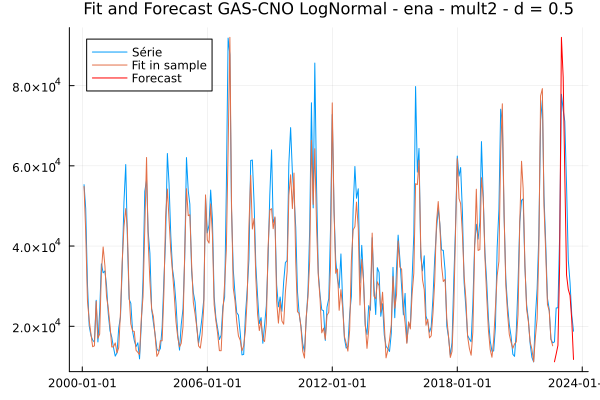 Fit and Forecast GAS-CNO LogNormal - ena - mult2 - d = 0.5
Série
Fit in sample
Forecast
8.0×10⁴
6.0×10⁴
4.0×10⁴
2.0×10⁴
2000-01-01 2006-01-01 2012-01-01 2018-01-01 2024-01-